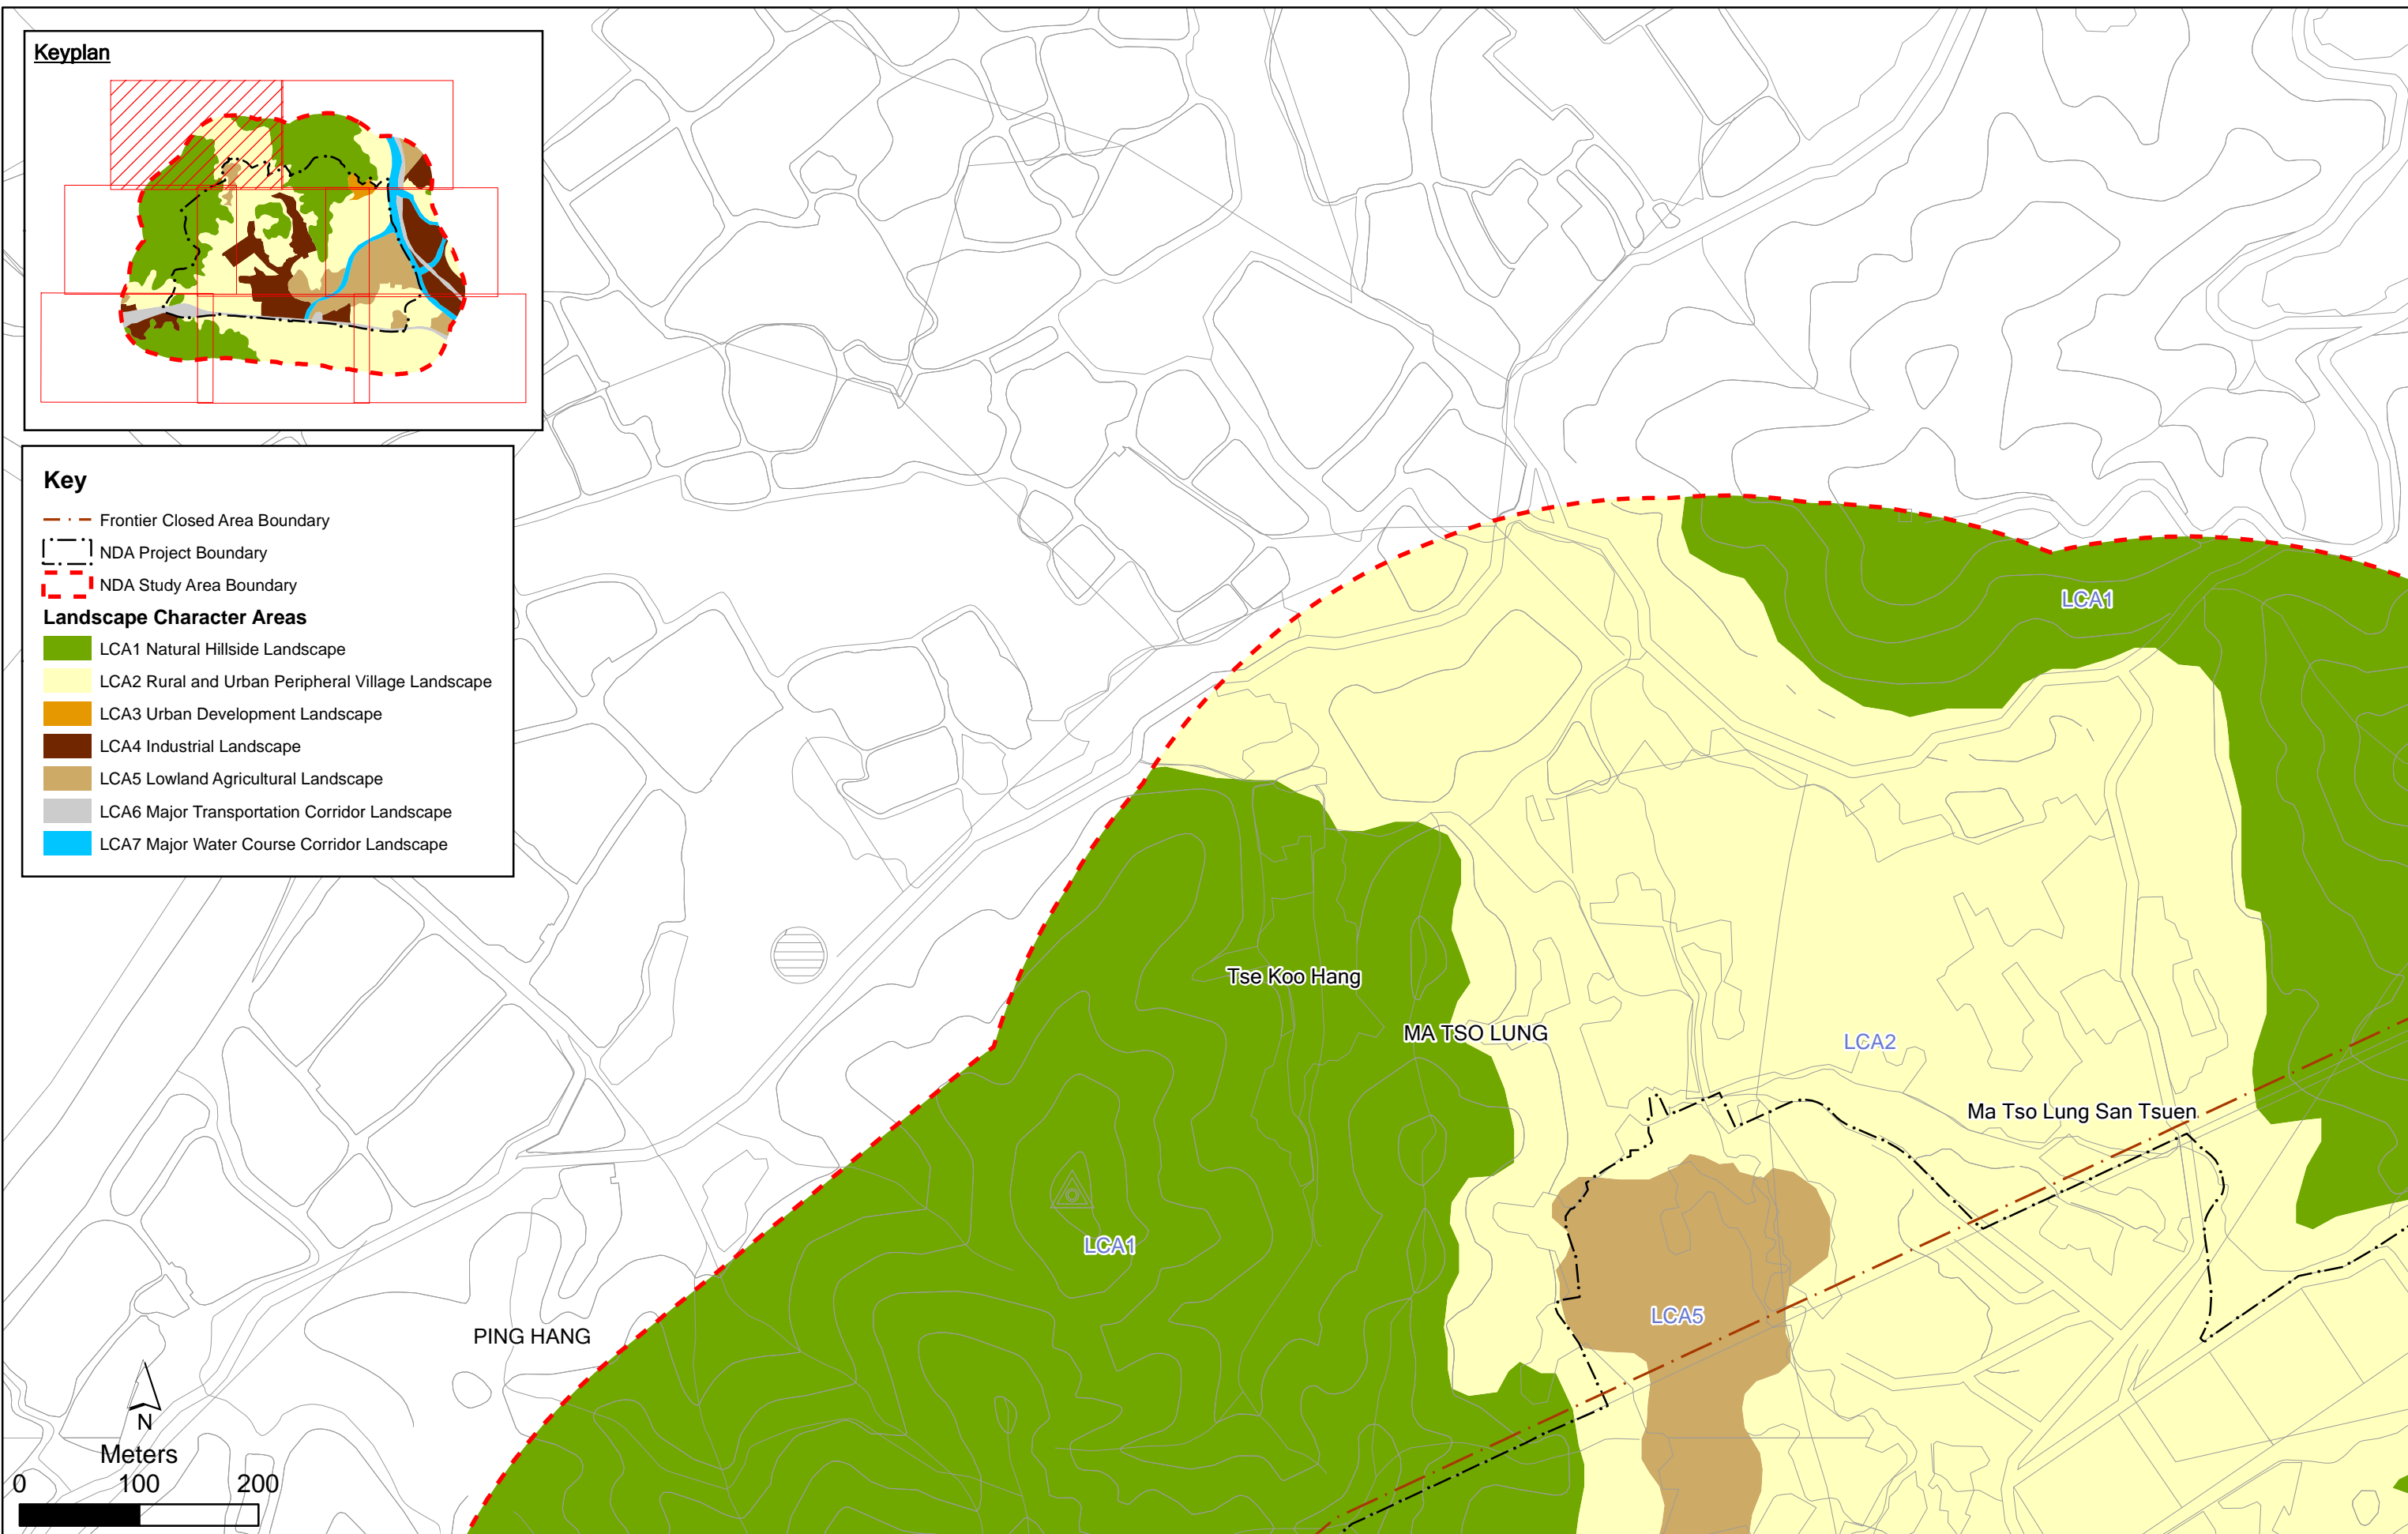 Keyplan
Key
Frontier Closed Area Boundary
NDA Project Boundary
NDA Study Area Boundary
Landscape Character Areas
LCA1 Natural Hillside Landscape
LCA2 Rural and Urban Peripheral Village Landscape
LCA3 Urban Development Landscape
LCA4 Industrial Landscape
LCA5 Lowland Agricultural Landscape
LCA6 Major Transportation Corridor Landscape
LCA7 Major Water Course Corridor Landscape
LCA1
Tse Koo Hang
MA TSO LUNG
LCA2
Ma Tso Lung San Tsuen
LCA1
LCA5
PING HANG
N
Meters
0 100 200